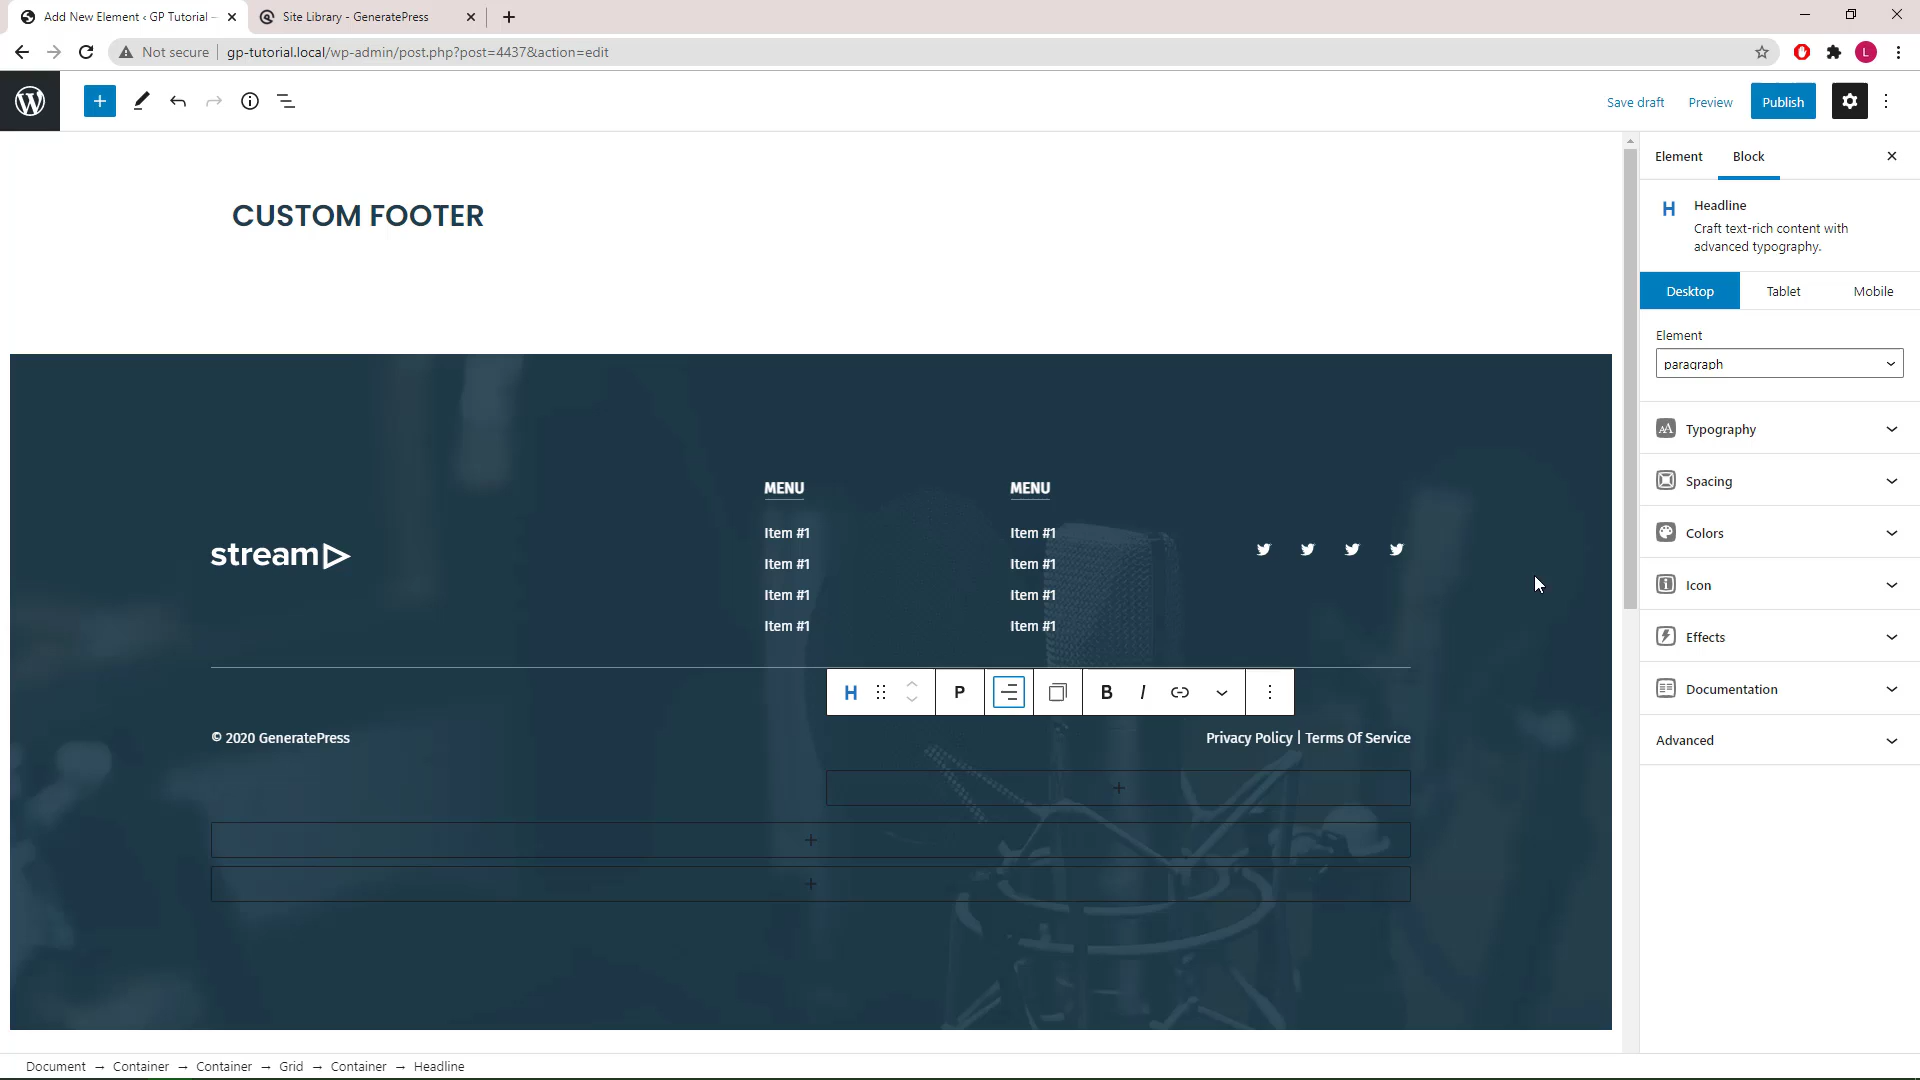 Add New Element ‹ GP Tutorial —
Site Library - GeneratePress
Not secure
gp-tutorial.local/wp-admin/post.php?post=4437&action=edit
L
Save draft
Preview
Publish
Element
Block
CUSTOM FOOTER
H
Headline
Craft text-rich content with
advanced typography.
Desktop
Tablet
Mobile
Element
paragraph
Typography
Spacing
Colors
Icon
Effects
Documentation
Advanced
MENU
Item #1
Item #1
Item #1
Item #1
MENU
Item #1
Item #1
Item #1
Item #1
stream
H
P
B
I
© 2020 GeneratePress
Privacy Policy | Terms Of Service
Document → Container → Container → Grid → Container → Headline